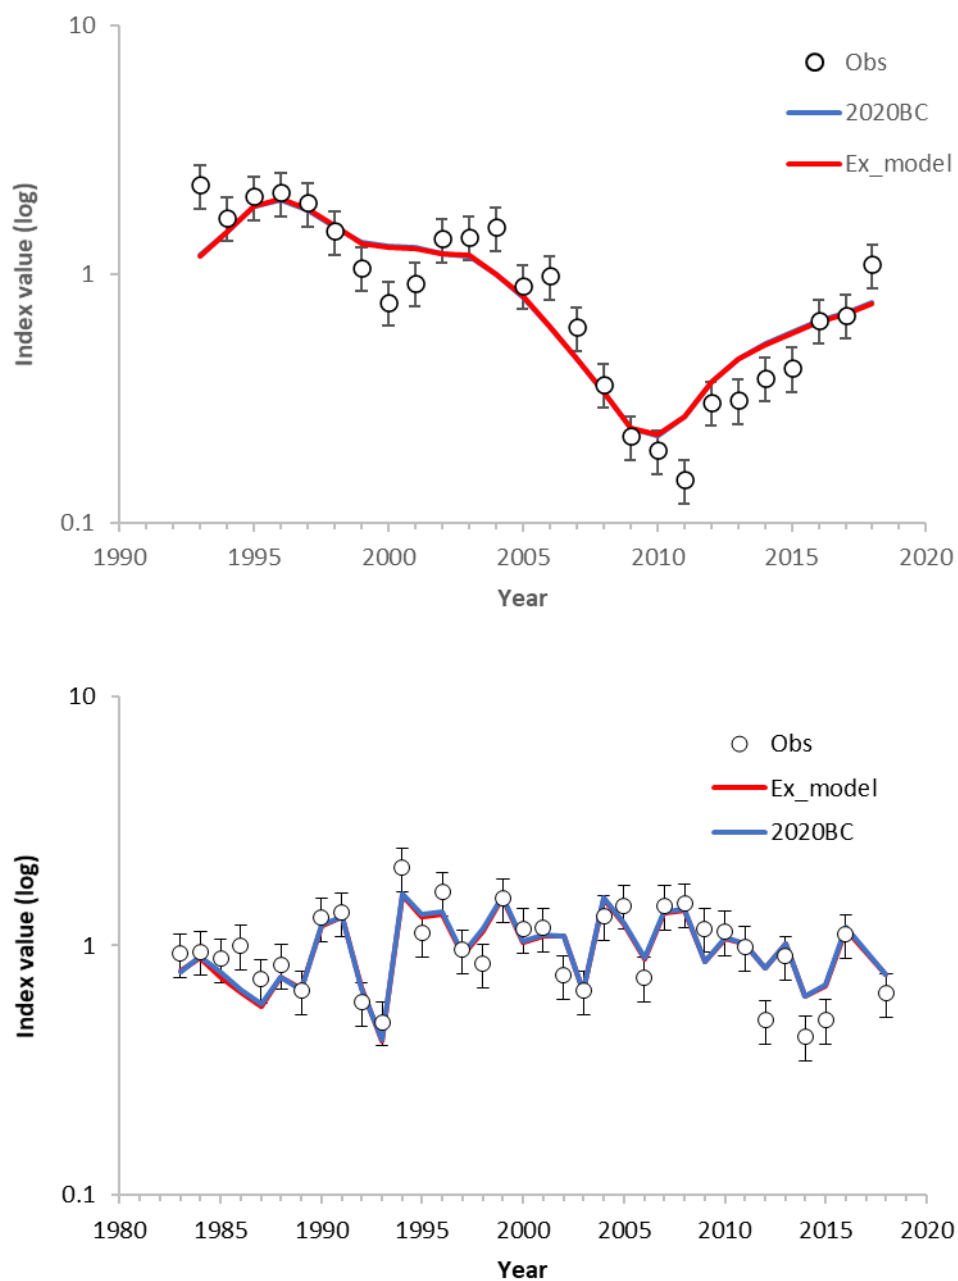 10
Obs
2020BC
Ex_model
Index value (log)
1
0.1
1990 1995 2000 2005 2010 2015 2020
Year
10
Obs
Ex_model
2020BC
Index value (log)
1
0.1
1980 1985 1990 1995 2000 2005 2010 2015 2020
Year